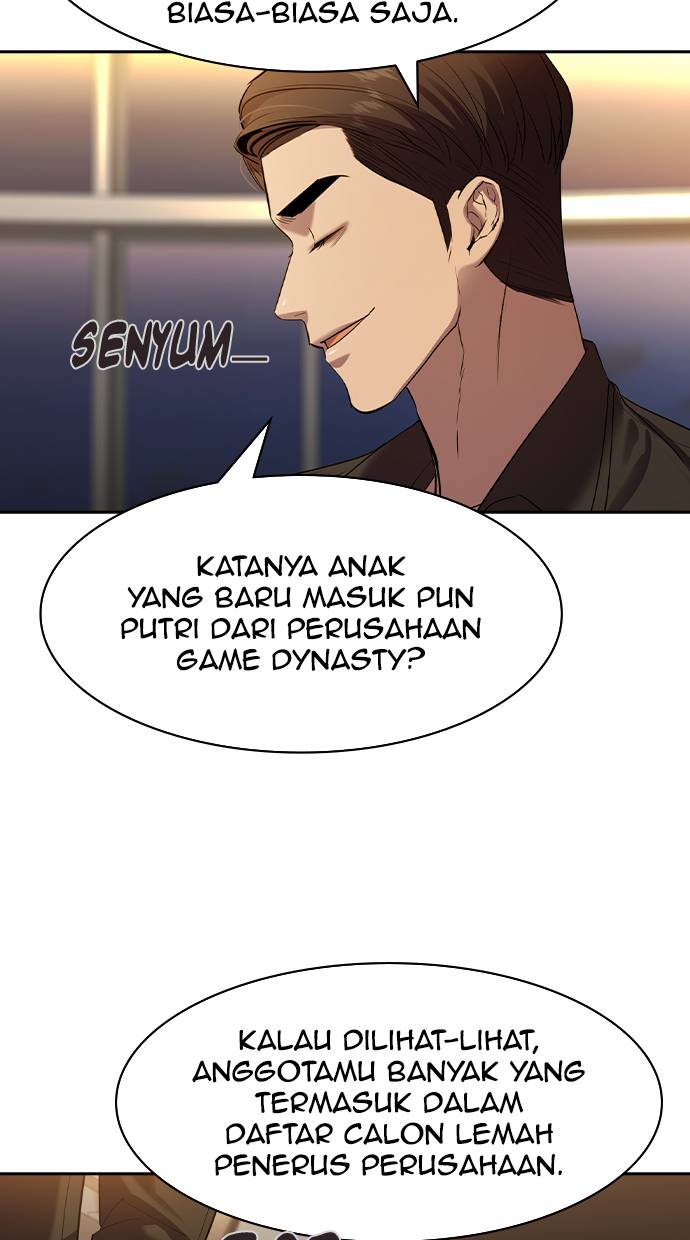 BIASA-BIASA SAJA.
SENYUM__
KATANYA ANAK
YANG BARU MASUK PUN
PUTRI DARI PERUSAHAAN
GAME DYNASTY?
KALAU DILIHAT-LIHAT,
ANGGOTAMU BANYAK YANG
TERMASUK DALAM
DAFTAR CALON LEMAH
PENERUS PERUSAHAAN.